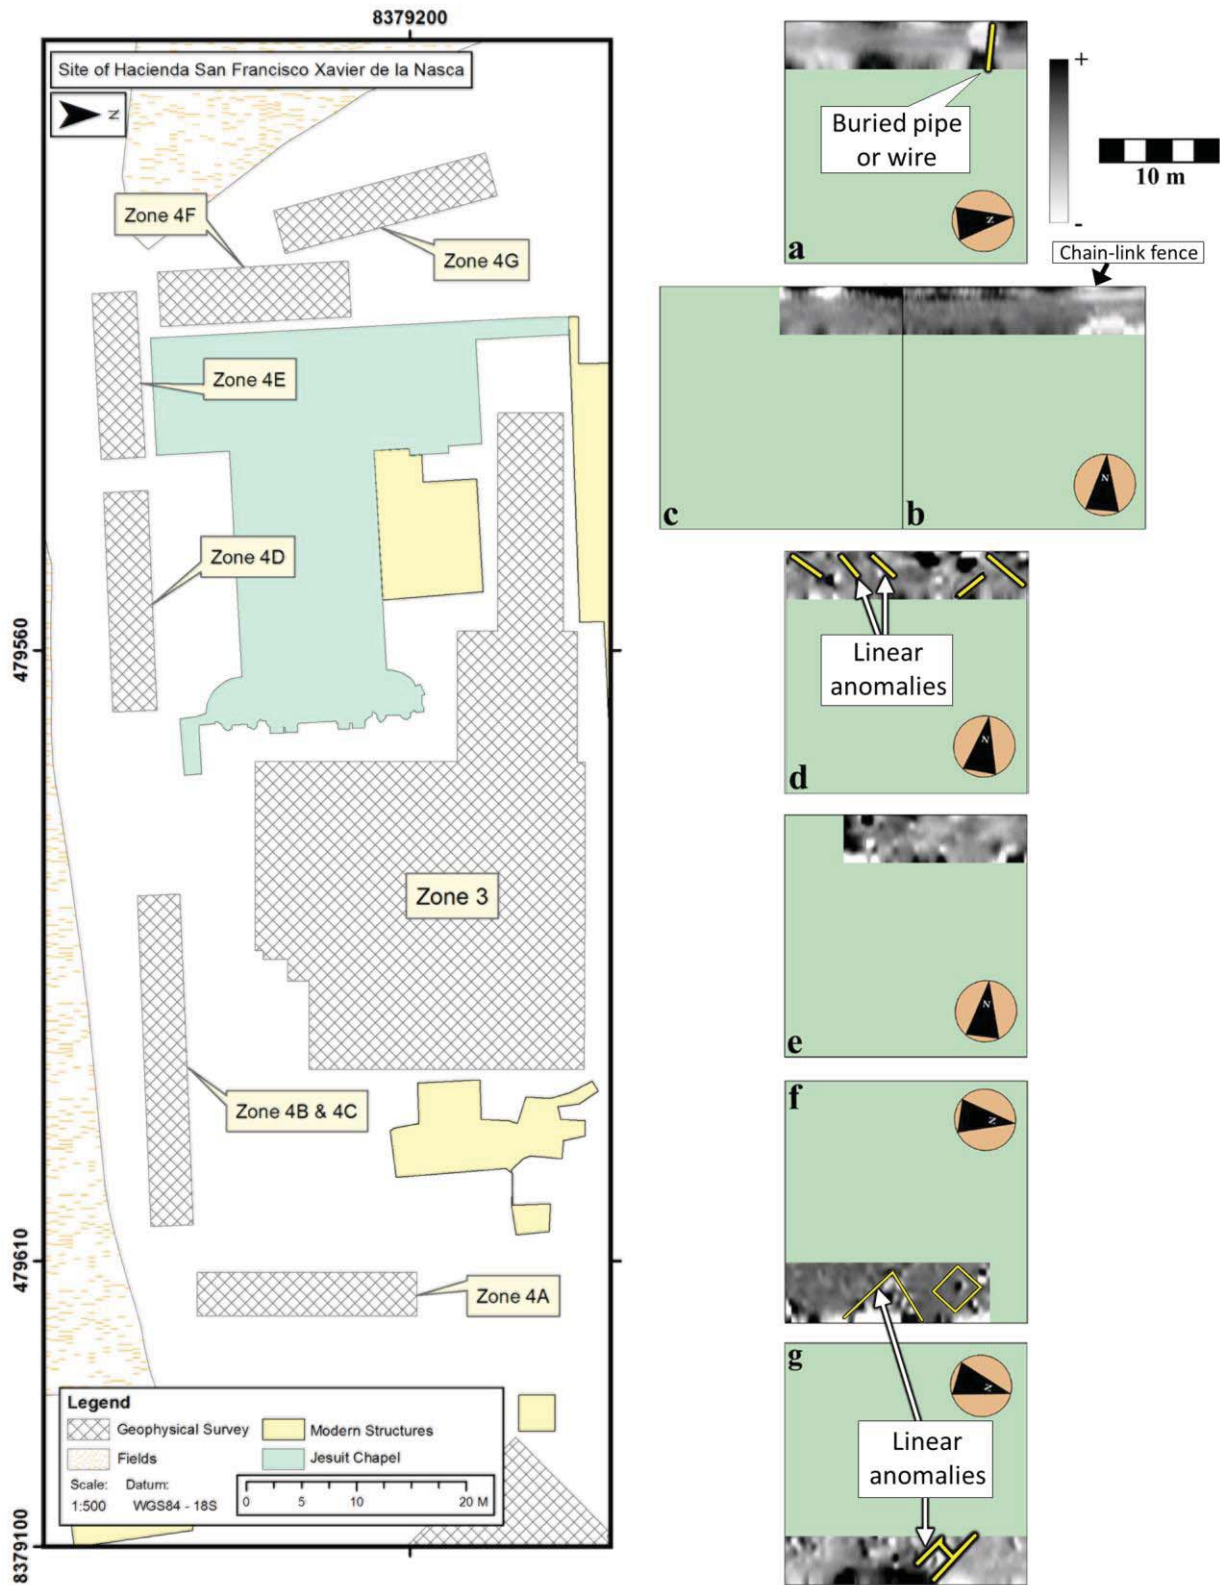 8379200
Site of Hacienda San Francisco Xavier de la Nasca
N
Zone 4F
Zone 4G
Zone 4E
Zone 4D
479560
Zone 3
Zone 4B & 4C
479610
Zone 4A
Legend
Geophysical Survey
Modern Structures
Fields
Jesuit Chapel
Scale:
Datum:
1:500
WGS84 - 18S
0 5 10 20 M
8379100
Buried pipe
or wire
+
-
10 m
N
a
Chain-link fence
c
b
N
Linear
anomalies
N
d
N
e
f
N
g
N
Linear
anomalies